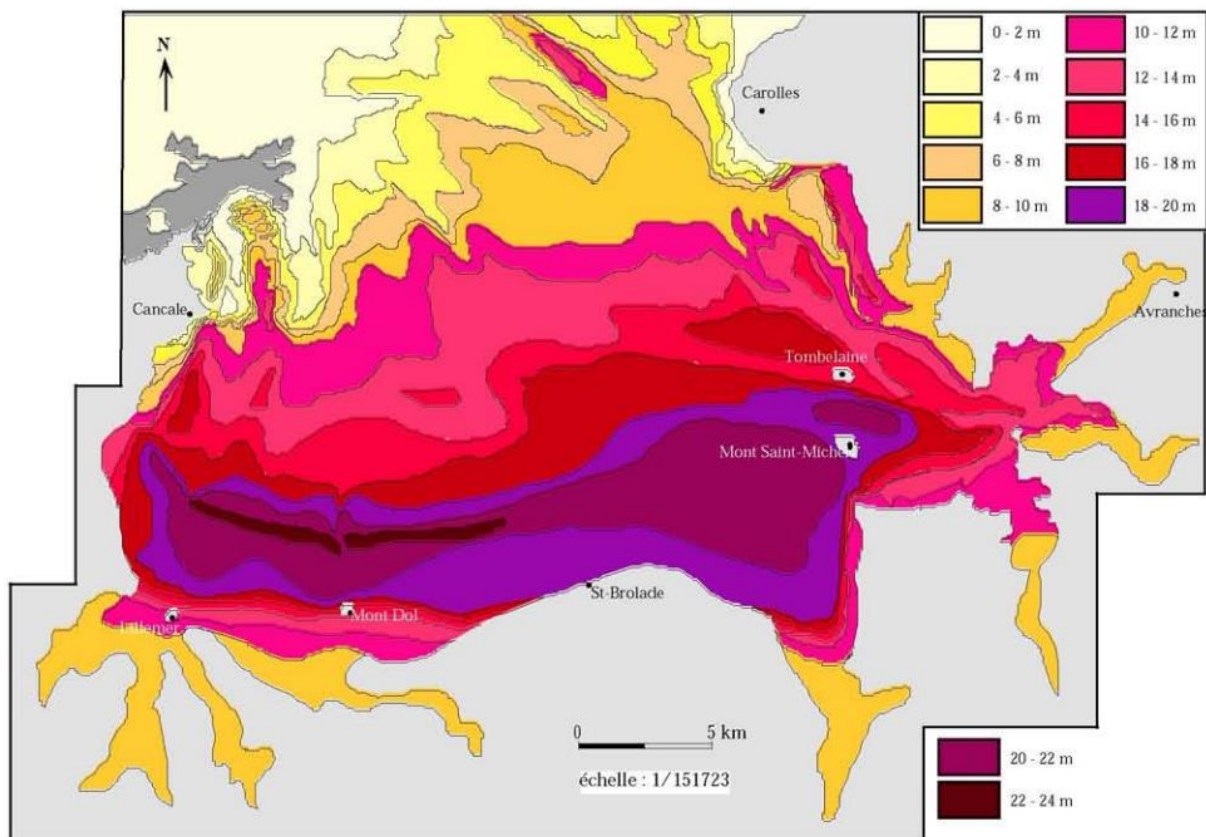 N
0 - 2 m
2 - 4 m
4 - 6 m
6 - 8 m
8 - 10 m
10 - 12 m
12 - 14 m
14 - 16 m
16 - 18 m
18 - 20 m
Carolles
Cancale
Avranches
Tombelaine
Mont Saint-Michel
St-Brolade
Mont Dol
Lillemer
0 5 km
échelle : 1/151723
20 - 22 m
22 - 24 m